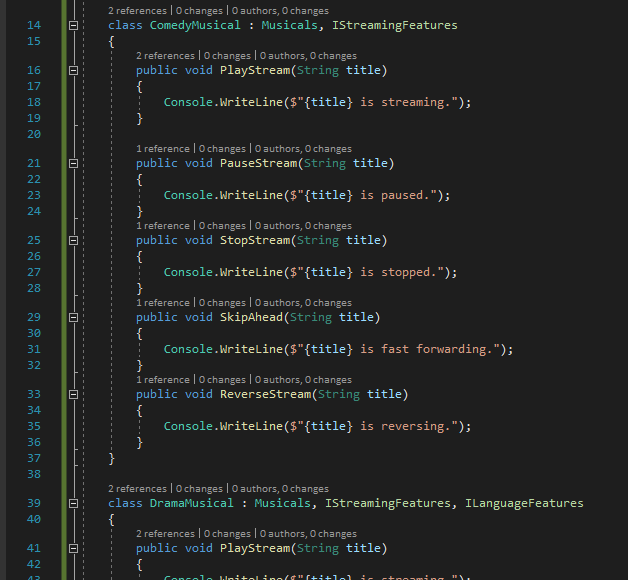 2 references | 0 changes | 0 authors, 0 changes
14 class ComedyMusical : Musicals, IStreamingFeatures
15 {
2 references | 0 changes | 0 authors, 0 changes
16 public void PlayStream(String title)
17 {
18 Console.WriteLine($"{title} is streaming.");
19 }
20
1 reference | 0 changes | 0 authors, 0 changes
21 public void PauseStream(String title)
22 {
23 Console.WriteLine($"{title} is paused.");
24 }
1 reference | 0 changes | 0 authors, 0 changes
25 public void StopStream(String title)
26 {
27 Console.WriteLine($"{title} is stopped.");
28 }
1 reference | 0 changes | 0 authors, 0 changes
29 public void SkipAhead(String title)
30 {
31 Console.WriteLine($"{title} is fast forwarding.");
32 }
1 reference | 0 changes | 0 authors, 0 changes
33 public void ReverseStream(String title)
34 {
35 Console.WriteLine($"{title} is reversing.");
36 }
37 }
38
2 references | 0 changes | 0 authors, 0 changes
39 class DramaMusical : Musicals, IStreamingFeatures, ILanguageFeatures
40 {
2 references | 0 changes | 0 authors, 0 changes
41 public void PlayStream(String title)
42 {
43 Console.WriteLine($"{title} is streaming.");